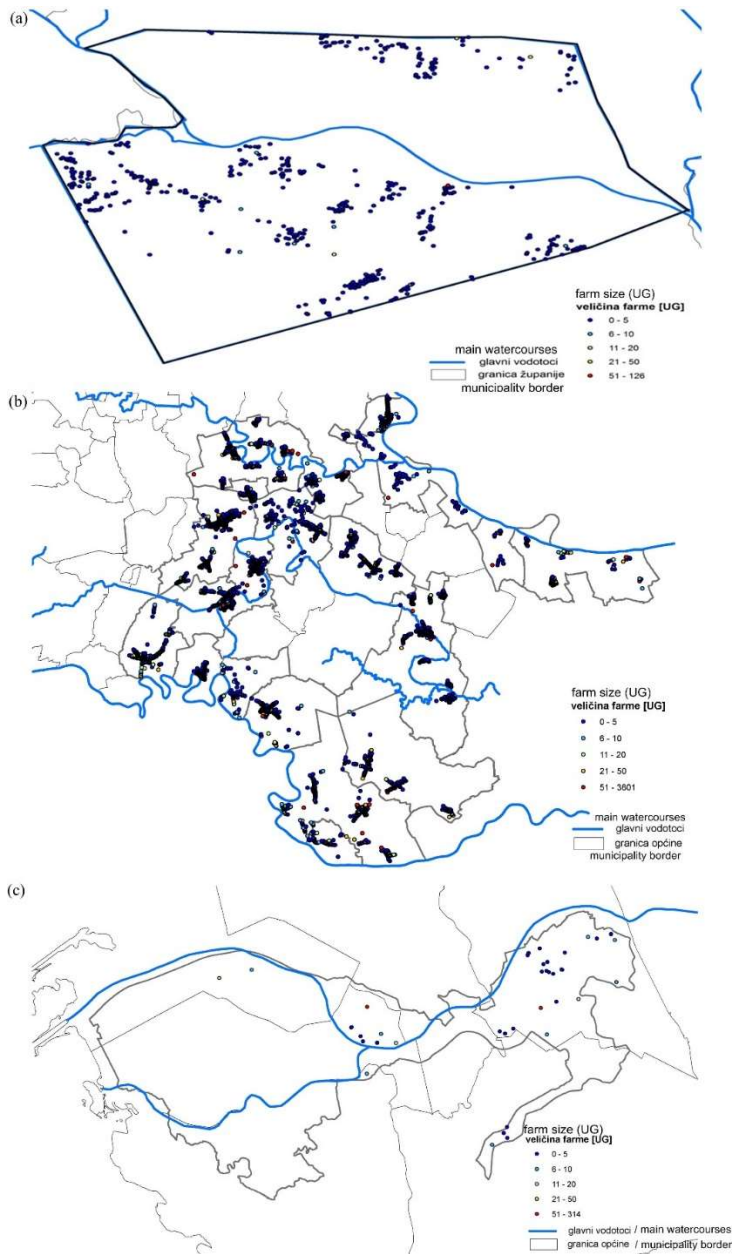 (a)
farm size (UG)
veličina farme [UG]
0 - 5
6 - 10
11 - 20
21 - 50
51 - 126
main watercourses
glavni vodotoci
granica županije
municipality border
(b)
farm size (UG)
veličina farme [UG]
0 - 5
6 - 10
11 - 20
21 - 50
51 - 3601
main watercourses
glavni vodotoci
granica općine
municipality border
(c)
farm size (UG)
veličina farme [UG]
0 - 5
6 - 10
11 - 20
21 - 50
51 - 314
glavni vodotoci / main watercourses
granica općine / municipality border